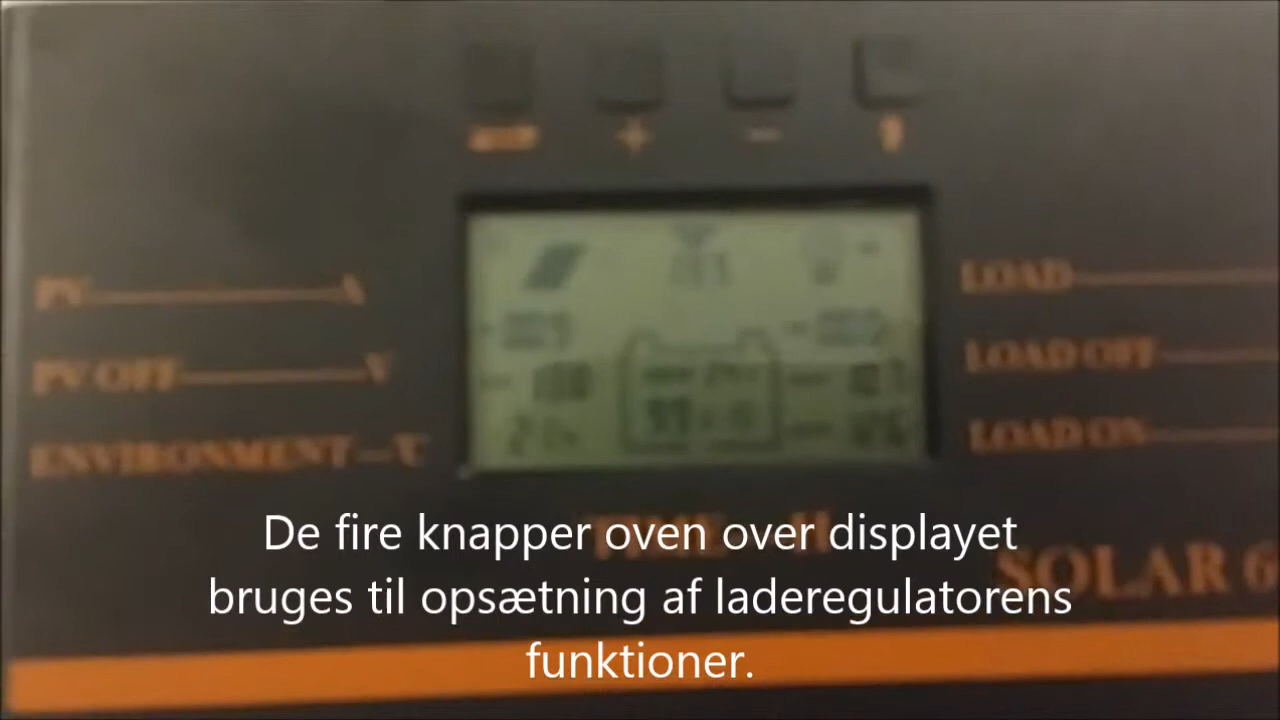 +
-
PV A
PV OFF V
ENVIRONMENT ℃
LOAD
LOAD OFF
LOAD ON
TIME H
SOLAR 6
De fire knapper oven over displayet
bruges til opsætning af laderegulatorens
funktioner.